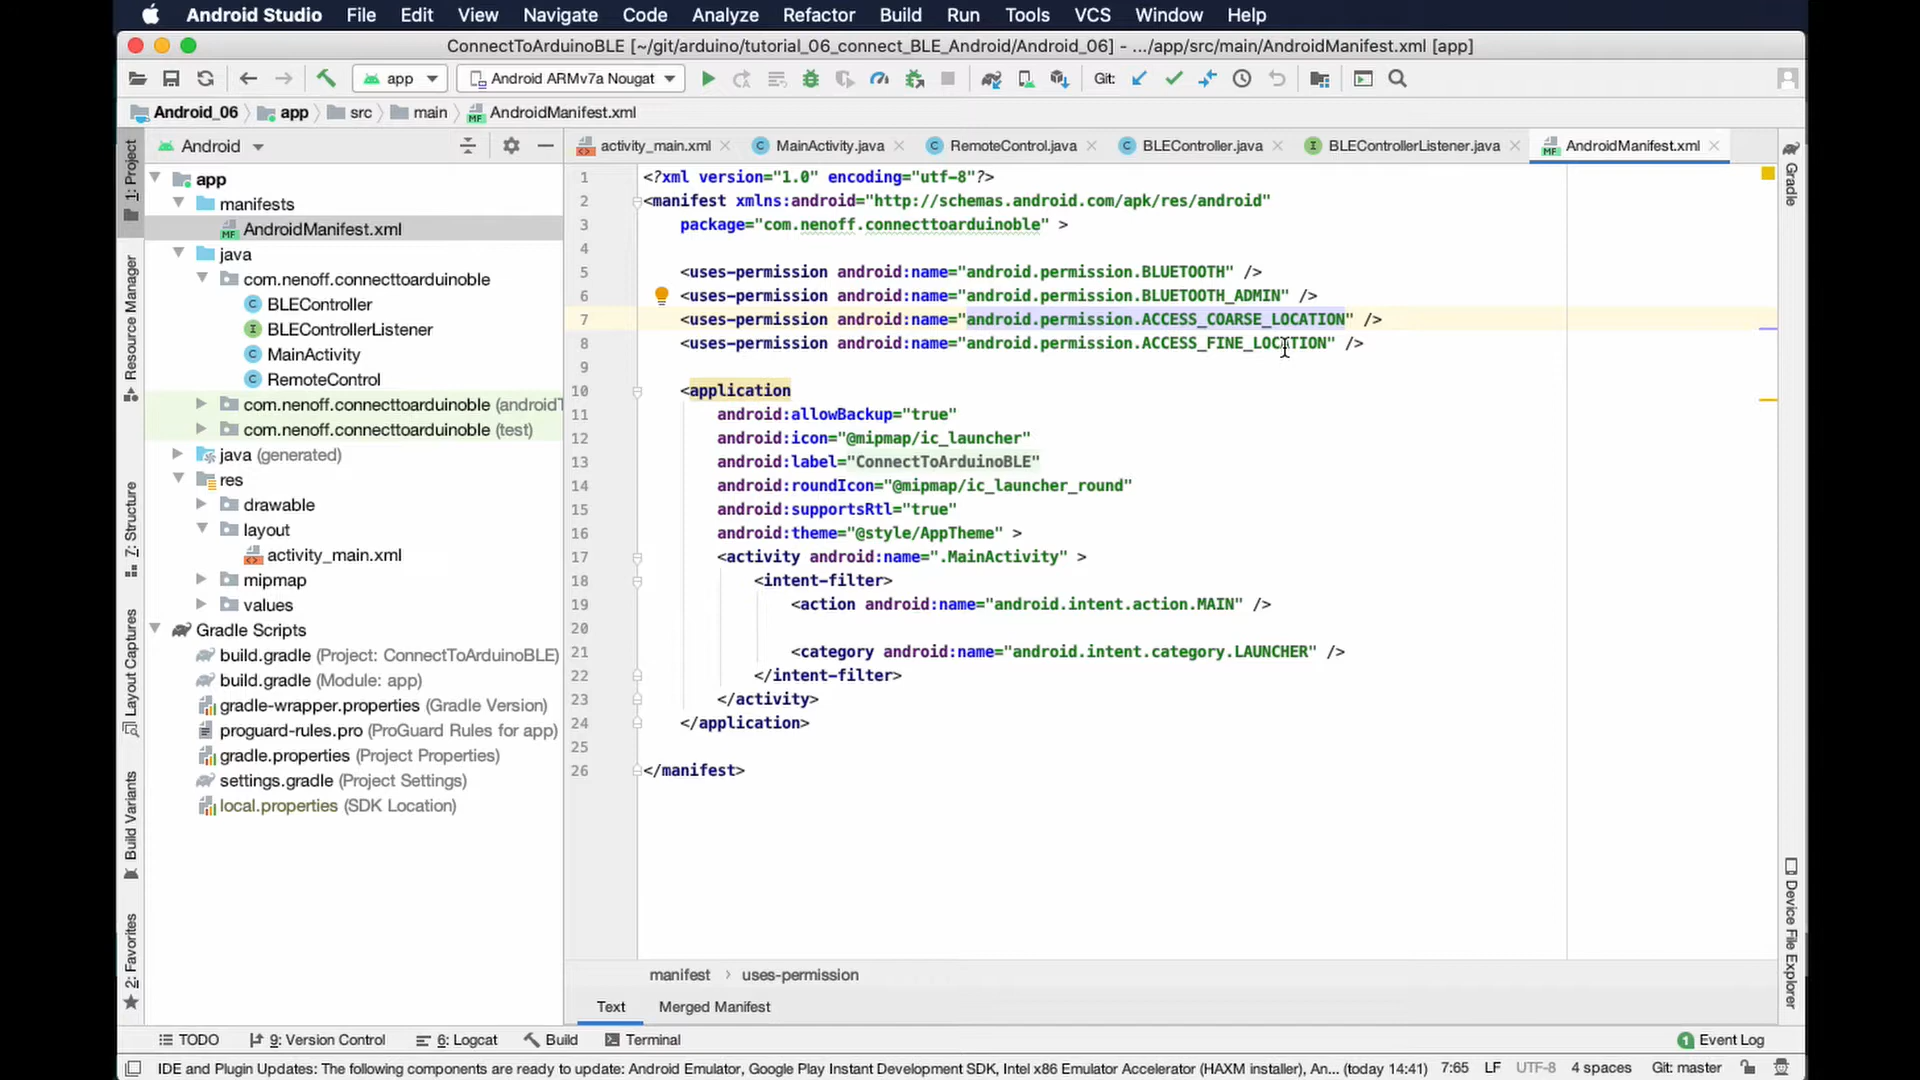 Android Studio File Edit View Navigate Code Analyze Refactor Build Run Tools VCS Window Help
ConnectToArduinoBLE [~/git/arduino/tutorial_06_connect_BLE_Android/Android_06] - .../app/src/main/AndroidManifest.xml [app]
app Android ARMv7a Nougat Git:
Android_06 app src main AndroidManifest.xml
Android
activity_main.xml MainActivity.java RemoteControl.java BLEController.java BLEControllerListener.java AndroidManifest.xml
1: Project
Resource Manager
7: Structure
Layout Captures
Build Variants
2: Favorites
app
manifests
AndroidManifest.xml
java
com.nenoff.connecttoarduinoble
BLEController
BLEControllerListener
MainActivity
RemoteControl
com.nenoff.connecttoarduinoble (androidT
com.nenoff.connecttoarduinoble (test)
java (generated)
res
drawable
layout
activity_main.xml
mipmap
values
Gradle Scripts
build.gradle (Project: ConnectToArduinoBLE)
build.gradle (Module: app)
gradle-wrapper.properties (Gradle Version)
proguard-rules.pro (ProGuard Rules for app)
gradle.properties (Project Properties)
settings.gradle (Project Settings)
local.properties (SDK Location)
1 <?xml version="1.0" encoding="utf-8"?>
2 <manifest xmlns:android="http://schemas.android.com/apk/res/android"
3 package="com.nenoff.connecttoarduinoble" >
4
5 <uses-permission android:name="android.permission.BLUETOOTH" />
6 <uses-permission android:name="android.permission.BLUETOOTH_ADMIN" />
7 <uses-permission android:name="android.permission.ACCESS_COARSE_LOCATION" />
8 <uses-permission android:name="android.permission.ACCESS_FINE_LOCATION" />
9
10 <application
11 android:allowBackup="true"
12 android:icon="@mipmap/ic_launcher"
13 android:label="ConnectToArduinoBLE"
14 android:roundIcon="@mipmap/ic_launcher_round"
15 android:supportsRtl="true"
16 android:theme="@style/AppTheme" >
17 <activity android:name=".MainActivity" >
18 <intent-filter>
19 <action android:name="android.intent.action.MAIN" />
20
21 <category android:name="android.intent.category.LAUNCHER" />
22 </intent-filter>
23 </activity>
24 </application>
25
26 </manifest>
Gradle
Device File Explorer
manifest › uses-permission
Text Merged Manifest
TODO 9: Version Control 6: Logcat Build Terminal 1 Event Log
IDE and Plugin Updates: The following components are ready to update: Android Emulator, Google Play Instant Development SDK, Intel x86 Emulator Accelerator (HAXM installer), An... (today 14:41) 7:65 LF UTF-8 4 spaces Git: master